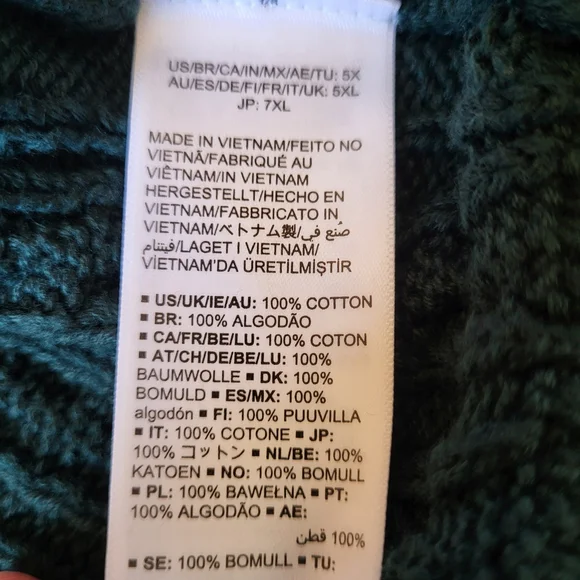 US/BR/CA/IN/MX/AE/TU: 5X
AU/ES/DE/FI/FR/IT/UK: 5XL
JP: 7XL
MADE IN VIETNAM/FEITO NO
VIETNÃ/FABRIQUÉ AU
VIÊTNAM/IN VIETNAM
HERGESTELLT/HECHO EN
VIETNAM/FABBRICATO IN
VIETNAM/ベトナム製/صُنع في
فيتنام/LAGET I VIETNAM/
VİETNAM'DA ÜRETİLMİŞTİR
▪ US/UK/IE/AU: 100% COTTON
▪ BR: 100% ALGODÃO
▪ CA/FR/BE/LU: 100% COTON
▪ AT/CH/DE/BE/LU: 100%
BAUMWOLLE ▪ DK: 100%
BOMULD ▪ ES/MX: 100%
algodón ▪ FI: 100% PUUVILLA
▪ IT: 100% COTONE ▪ JP:
100% コットン ▪ NL/BE: 100%
KATOEN ▪ NO: 100% BOMULL
▪ PL: 100% BAWEŁNA ▪ PT:
100% ALGODÃO ▪ AE:
100% قطن
▪ SE: 100% BOMULL ▪ TU: